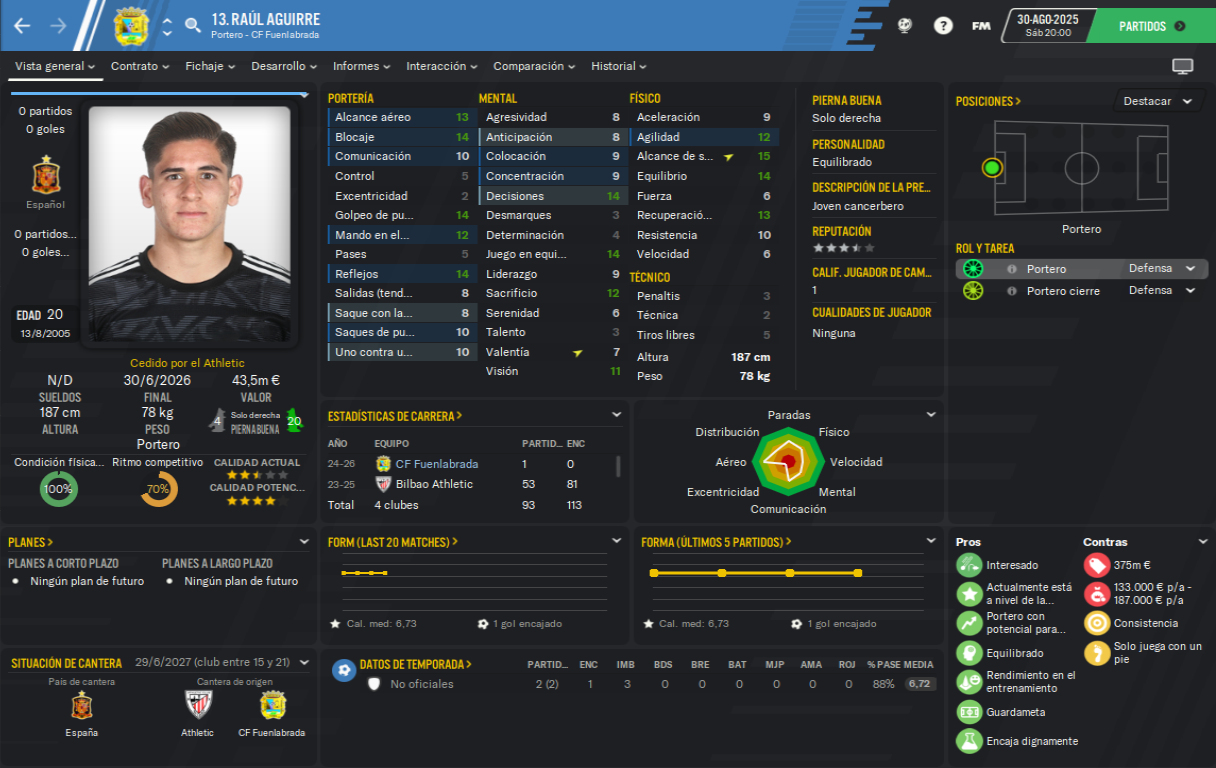 13. RAÚL AGUIRRE
Portero - CF Fuenlabrada
?
FM
30-AGO-2025
Sáb 20:00
PARTIDOS
Vista general
Contrato
Fichaje
Desarrollo
Informes
Interacción
Comparación
Historial
0 partidos
0 goles
Español
0 partidos...
0 goles...
EDAD 20
13/8/2005
Cedido por el Athletic
N/D 30/6/2026 43,5m €
SUELDOS FINAL VALOR
187 cm 78 kg 4 Solo derecha 20
ALTURA PESO PIERNA BUENA
Portero
Condición física... Ritmo competitivo CALIDAD ACTUAL
100% 70%
CALIDAD POTENC...
PORTERÍA
Alcance aéreo 13
Blocaje 14
Comunicación 10
Control 5
Excentricidad 2
Golpeo de pu... 14
Mando en el... 12
Pases 5
Reflejos 14
Salidas (tend... 8
Saque con la... 8
Saques de pu... 10
Uno contra u... 10
MENTAL
Agresividad 8
Anticipación 8
Colocación 9
Concentración 9
Decisiones 14
Desmarques 3
Determinación 4
Juego en equi... 14
Liderazgo 9
Sacrificio 12
Serenidad 6
Talento 3
Valentía 7
Visión 11
FÍSICO
Aceleración 9
Agilidad 12
Alcance de s... 15
Equilibrio 14
Fuerza 6
Recuperació... 13
Resistencia 10
Velocidad 6
TÉCNICO
Penaltis 3
Técnica 2
Tiros libres 5
Altura 187 cm
Peso 78 kg
PIERNA BUENA
Solo derecha
PERSONALIDAD
Equilibrado
DESCRIPCIÓN DE LA PRE...
Joven cancerbero
REPUTACIÓN
CALIF. JUGADOR DE CAM...
1
CUALIDADES DE JUGADOR
Ninguna
POSICIONES >
Destacar
Portero
ROL Y TAREA
Portero Defensa
Portero cierre Defensa
ESTADÍSTICAS DE CARRERA >
AÑO EQUIPO PARTID... ENC
24-26 CF Fuenlabrada 1 0
23-25 Bilbao Athletic 53 81
Total 4 clubes 93 113
Paradas
Distribución Físico
Aéreo Velocidad
Excentricidad Mental
Comunicación
PLANES >
PLANES A CORTO PLAZO PLANES A LARGO PLAZO
Ningún plan de futuro Ningún plan de futuro
FORM (LAST 20 MATCHES) >
Cal. med: 6,73 1 gol encajado
FORMA (ÚLTIMOS 5 PARTIDOS) >
Cal. med: 6,73 1 gol encajado
SITUACIÓN DE CANTERA 29/6/2027 (club entre 15 y 21)
País de cantera Cantera de origen
España Athletic CF Fuenlabrada
DATOS DE TEMPORADA > PARTID... ENC IMB BDS BRE BAT MJP AMA ROJ % PASE MEDIA
No oficiales 2 (2) 1 3 0 0 0 0 0 0 88% 6,72
Pros
Interesado
Actualmente está
a nivel de la...
Portero con
potencial para...
Equilibrado
Rendimiento en el
entrenamiento
Guardameta
Encaja dignamente
Contras
375m €
133.000 € p/a -
187.000 € p/a
Consistencia
Solo juega con un
pie